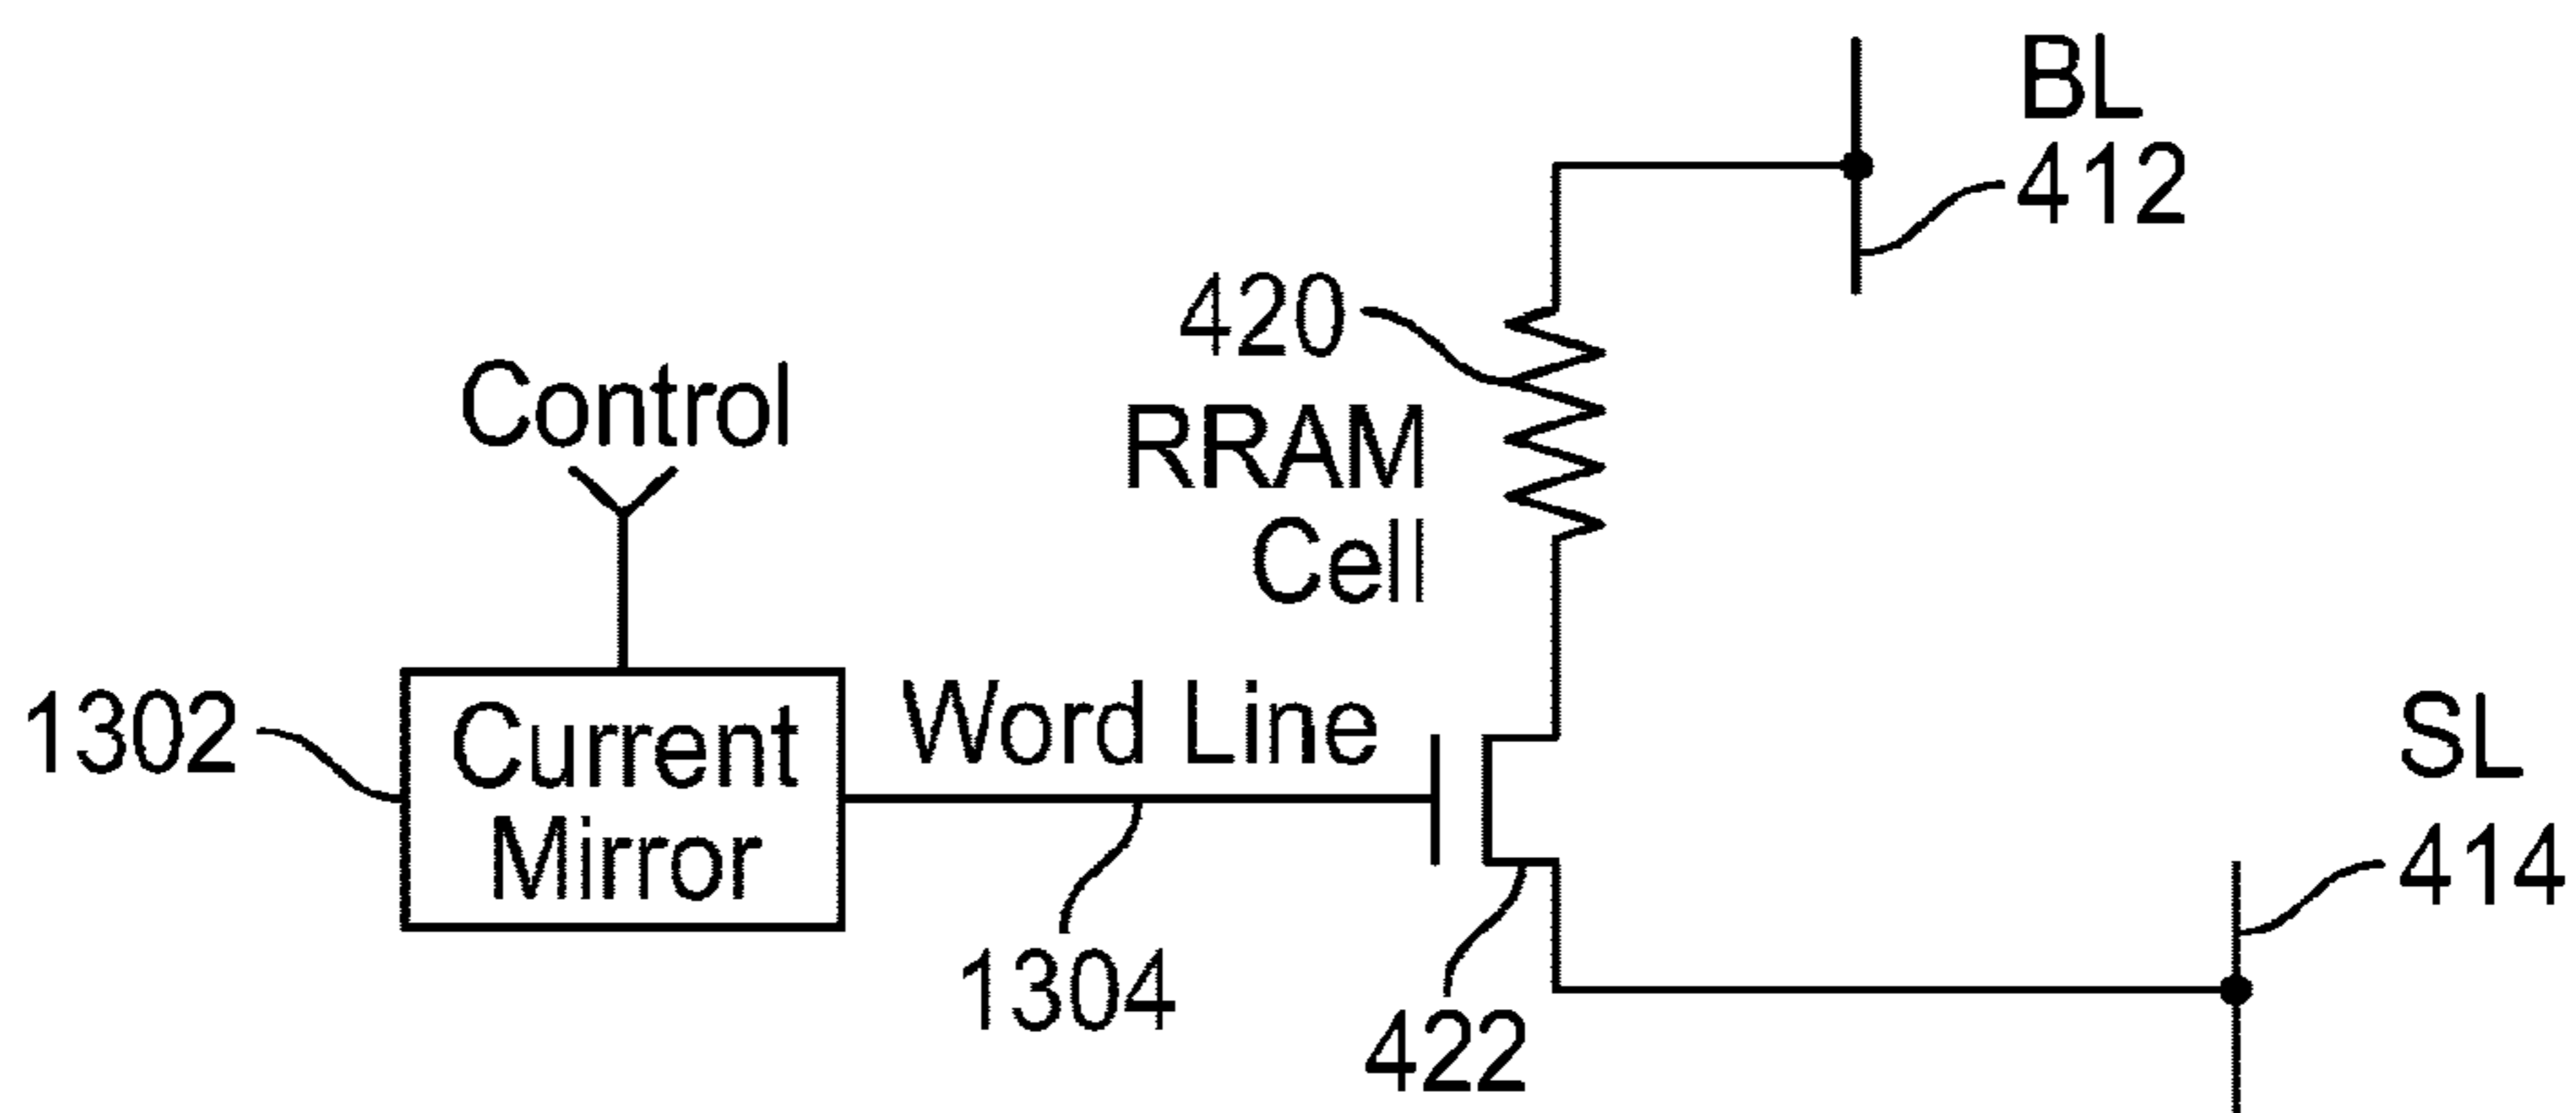 BL
412
420
RRAM
Cell
Control
1302
Current
Mirror
Word Line
1304
422
SL
414